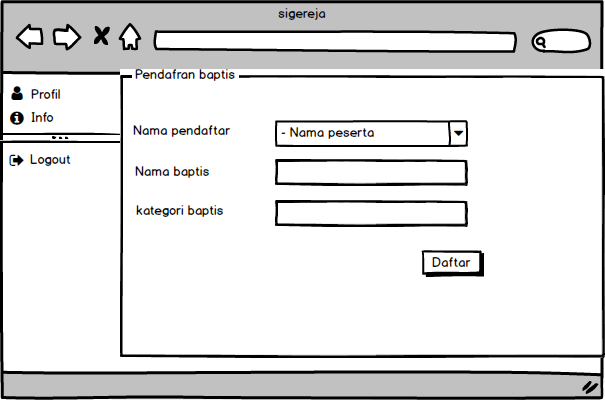 sigereja
Pendafran baptis
Profil
Info
Logout
Nama pendaftar
- Nama peserta
Nama baptis
kategori baptis
Daftar